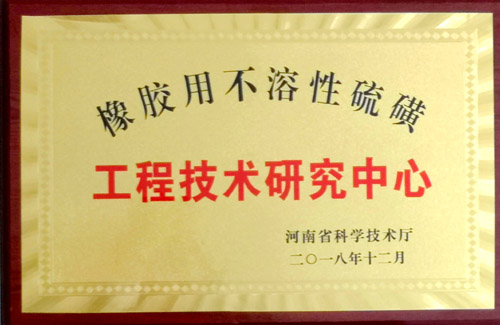 橡胶用不溶性硫磺
工程技术研究中心
河南省科学技术厅
二〇一八年十二月